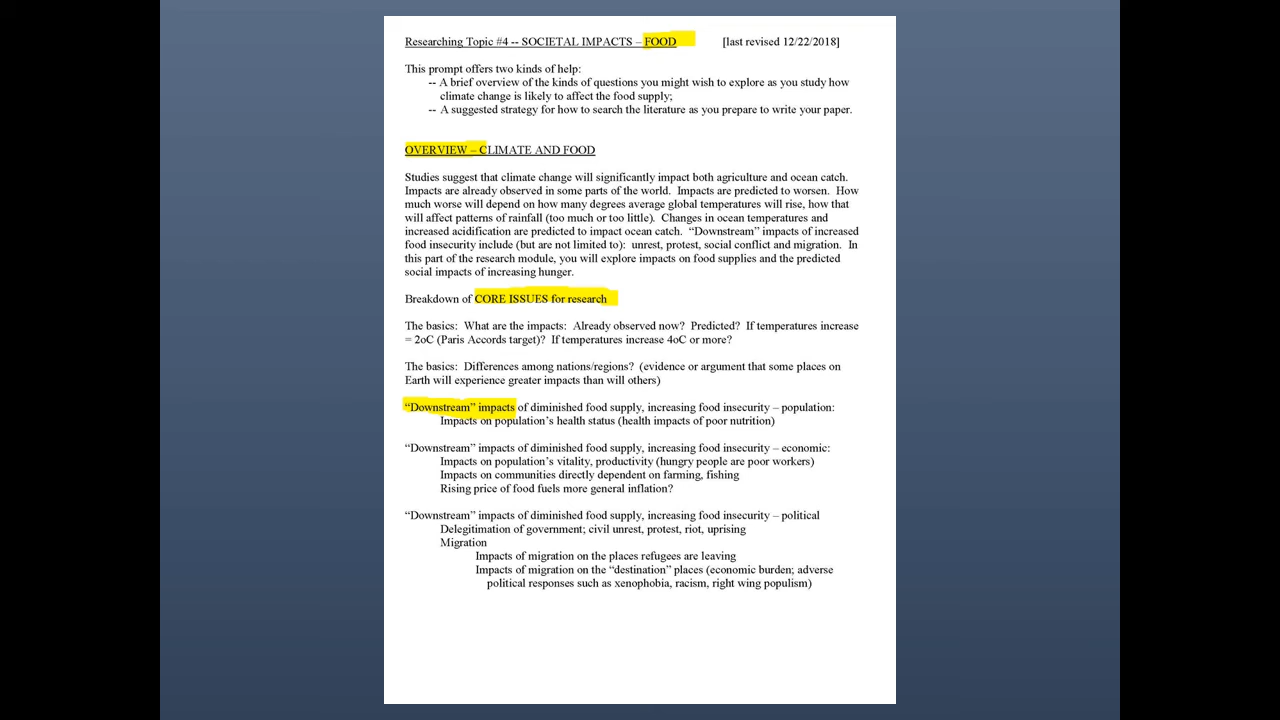 Researching Topic #4 -- SOCIETAL IMPACTS – FOOD [last revised 12/22/2018]
This prompt offers two kinds of help:
-- A brief overview of the kinds of questions you might wish to explore as you study how
climate change is likely to affect the food supply;
-- A suggested strategy for how to search the literature as you prepare to write your paper.
OVERVIEW – CLIMATE AND FOOD
Studies suggest that climate change will significantly impact both agriculture and ocean catch.
Impacts are already observed in some parts of the world. Impacts are predicted to worsen. How
much worse will depend on how many degrees average global temperatures will rise, how that
will affect patterns of rainfall (too much or too little). Changes in ocean temperatures and
increased acidification are predicted to impact ocean catch. “Downstream” impacts of increased
food insecurity include (but are not limited to): unrest, protest, social conflict and migration. In
this part of the research module, you will explore impacts on food supplies and the predicted
social impacts of increasing hunger.
Breakdown of CORE ISSUES for research
The basics: What are the impacts: Already observed now? Predicted? If temperatures increase
= 2oC (Paris Accords target)? If temperatures increase 4oC or more?
The basics: Differences among nations/regions? (evidence or argument that some places on
Earth will experience greater impacts than will others)
“Downstream” impacts of diminished food supply, increasing food insecurity – population:
Impacts on population’s health status (health impacts of poor nutrition)
“Downstream” impacts of diminished food supply, increasing food insecurity – economic:
Impacts on population’s vitality, productivity (hungry people are poor workers)
Impacts on communities directly dependent on farming, fishing
Rising price of food fuels more general inflation?
“Downstream” impacts of diminished food supply, increasing food insecurity – political
Delegitimation of government; civil unrest, protest, riot, uprising
Migration
Impacts of migration on the places refugees are leaving
Impacts of migration on the “destination” places (economic burden; adverse
political responses such as xenophobia, racism, right wing populism)